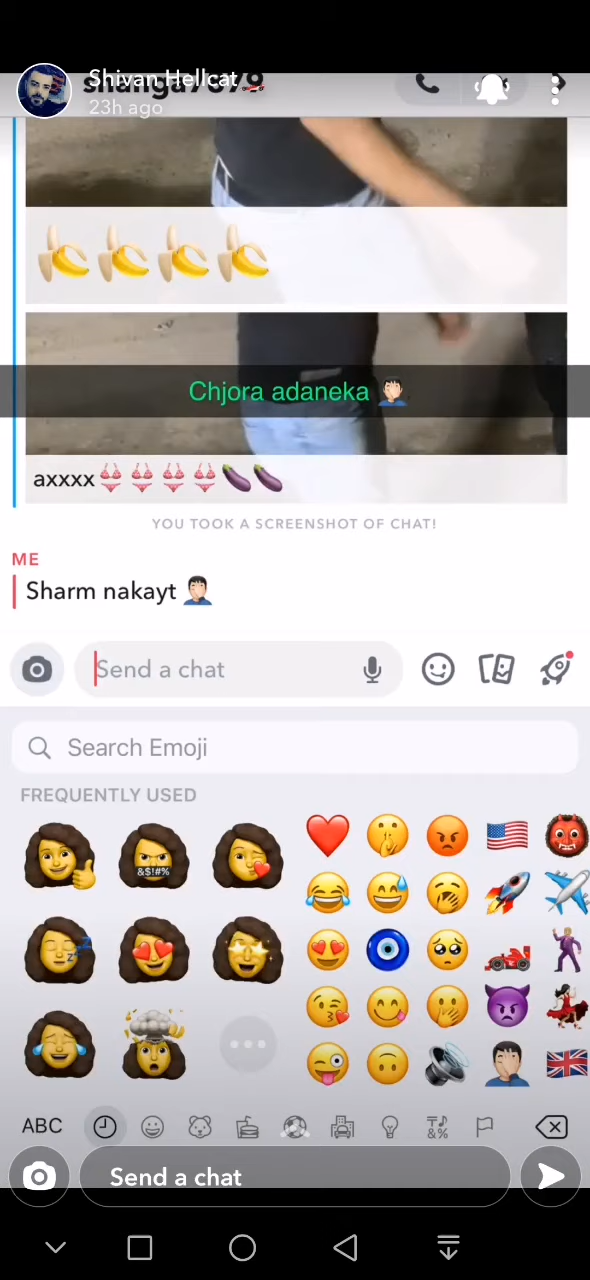 Shivan Hellcat
23h ago
🍌🍌🍌🍌
Chjora adaneka 🤦🏻‍♂️
axxxx👙👙👙👙🍆🍆
YOU TOOK A SCREENSHOT OF CHAT!
ME
Sharm nakayt 🤦🏻‍♂️
Send a chat
Search Emoji
FREQUENTLY USED
&$!#%
ABC
Send a chat